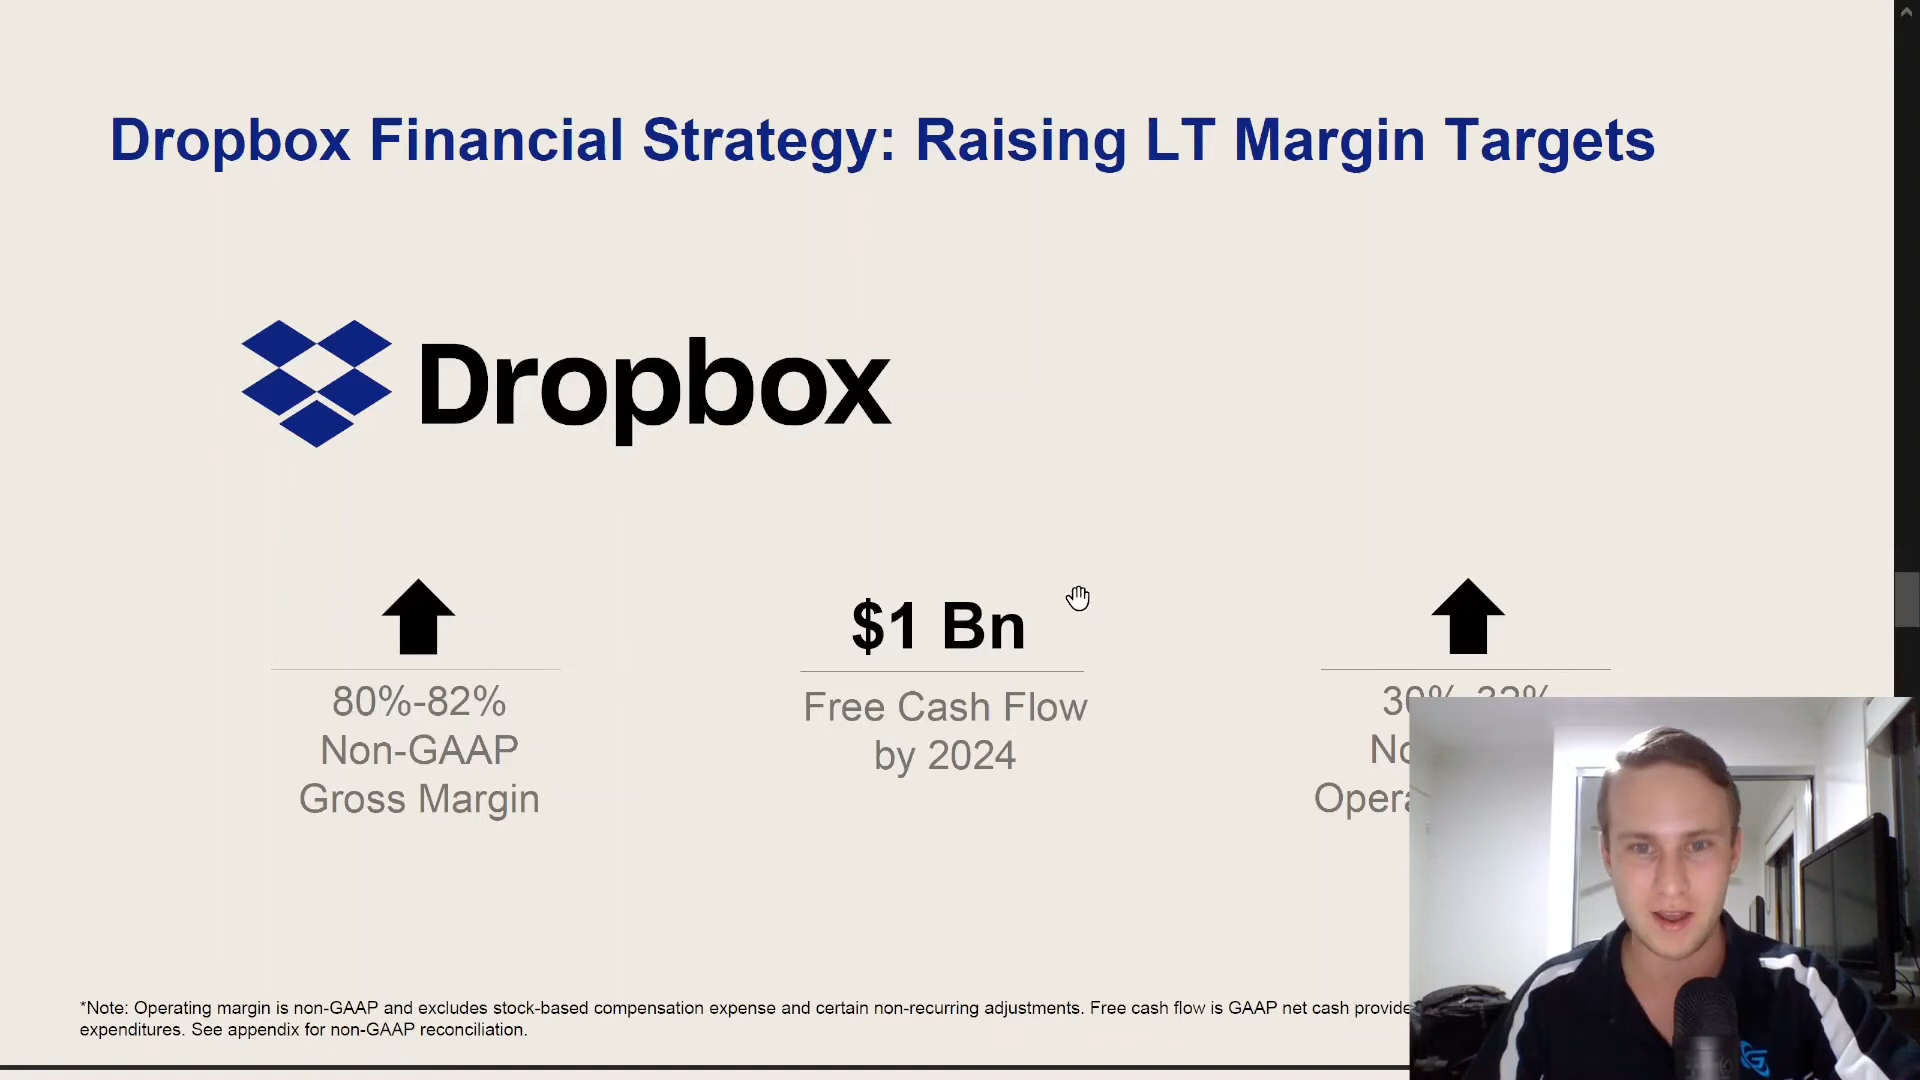 Dropbox Financial Strategy: Raising LT Margin Targets
Dropbox
80%-82%
Non-GAAP
Gross Margin
$1 Bn
Free Cash Flow
by 2024
30%-32%
*Note: Operating margin is non-GAAP and excludes stock-based compensation expense and certain non-recurring adjustments. Free cash flow is GAAP net cash
expenditures. See appendix for non-GAAP reconciliation.